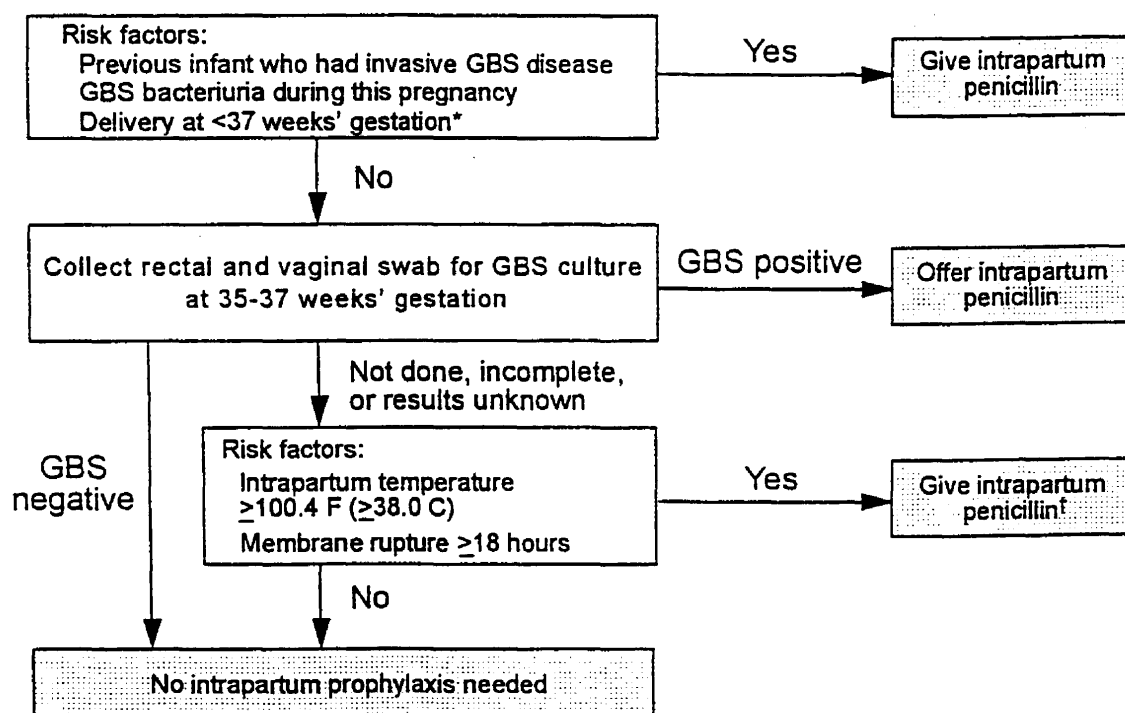 Risk factors:
Previous infant who had invasive GBS disease
GBS bacteriuria during this pregnancy
Delivery at <37 weeks' gestation*
Yes
Give intrapartum
penicillin
No
Collect rectal and vaginal swab for GBS culture
at 35-37 weeks' gestation
GBS positive
Offer intrapartum
penicillin
Not done, incomplete,
or results unknown
GBS
negative
Risk factors:
Intrapartum temperature
≥100.4 F (≥38.0 C)
Membrane rupture ≥18 hours
Yes
Give intrapartum
penicillin†
No
No intrapartum prophylaxis needed